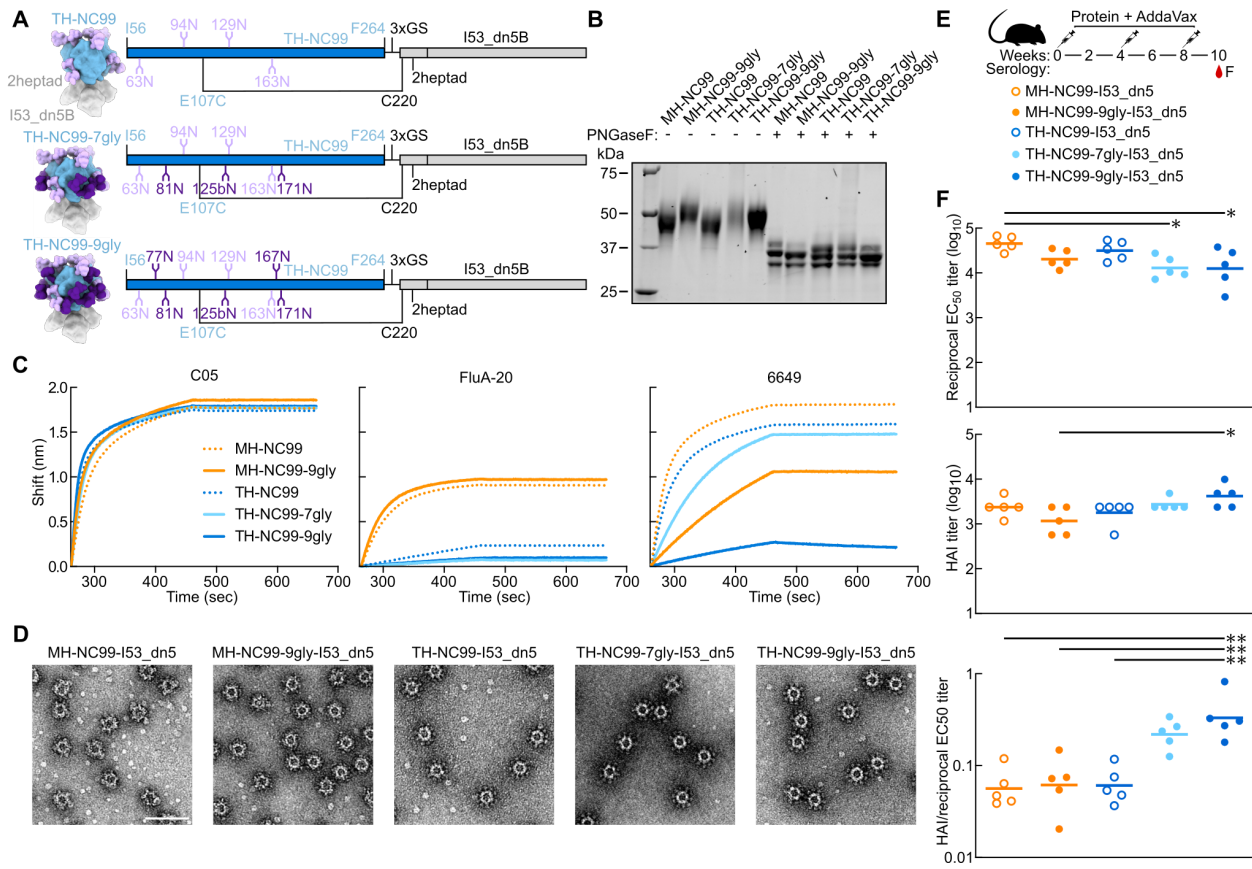 A
TH-NC99
2heptad
I53_dn5B
I56
94N
129N
TH-NC99
F264
3xGS
I53_dn5B
63N
163N
2heptad
E107C
C220
TH-NC99-7gly
I56
94N
129N
TH-NC99
F264
3xGS
I53_dn5B
63N
81N
125bN
163N
171N
2heptad
E107C
C220
TH-NC99-9gly
I56
77N
94N
129N
167N
TH-NC99
F264
3xGS
I53_dn5B
63N
81N
125bN
163N
171N
2heptad
E107C
C220
B
MH-NC99
MH-NC99-9gly
TH-NC99
TH-NC99-7gly
TH-NC99-9gly
MH-NC99
MH-NC99-9gly
TH-NC99
TH-NC99-7gly
TH-NC99-9gly
PNGaseF: - - - - - + + + + +
kDa
75
50
37
25
C
C05
FluA-20
6649
Shift (nm)
2.0
1.5
1.0
0.5
0.0
MH-NC99
MH-NC99-9gly
TH-NC99
TH-NC99-7gly
TH-NC99-9gly
300 400 500 600 700
300 400 500 600 700
300 400 500 600 700
Time (sec)
Time (sec)
Time (sec)
D
MH-NC99-I53_dn5
MH-NC99-9gly-I53_dn5
TH-NC99-I53_dn5
TH-NC99-7gly-I53_dn5
TH-NC99-9gly-I53_dn5
E
Protein + AddaVax
Weeks: 0 2 4 6 8 10
Serology: F
MH-NC99-I53_dn5
MH-NC99-9gly-I53_dn5
TH-NC99-I53_dn5
TH-NC99-7gly-I53_dn5
TH-NC99-9gly-I53_dn5
F
Reciprocal EC50 titer (log10)
5
4
3
2
1
*
*
HAI titer (log10)
5
4
3
2
1
*
HAI/reciprocal EC50 titer
1
0.1
0.01
**
**
**